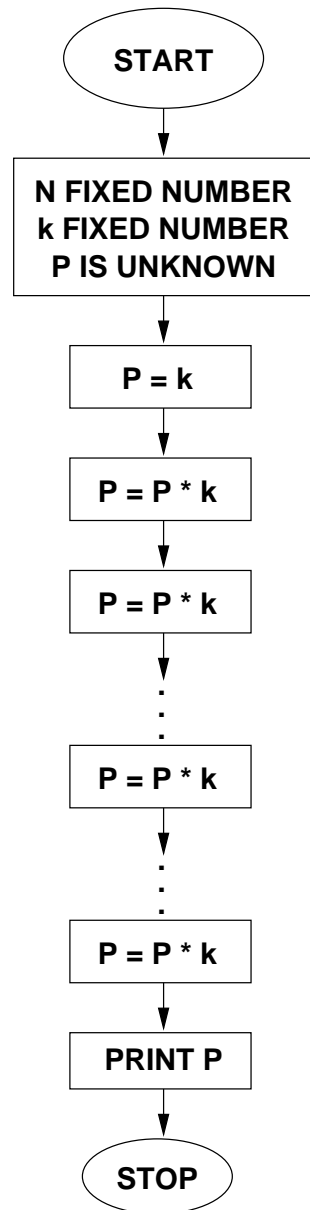 START
N FIXED NUMBER
k FIXED NUMBER
P IS UNKNOWN
P = k
P = P * k
P = P * k
.
.
.
P = P * k
.
.
.
P = P * k
PRINT P
STOP